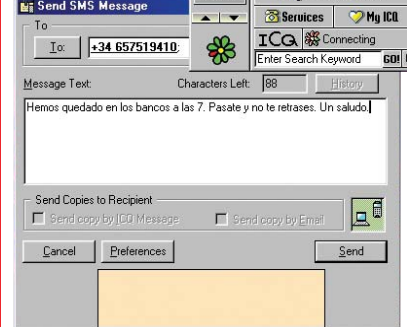 Send SMS Message
To
To:
+34 657519410;
Services
My ICQ
ICQ
Connecting
Enter Search Keyword
GO!
Message Text:
Characters Left:
88
History
Hemos quedado en los bancos a las 7. Pasate y no te retrases. Un saludo.
Send Copies to Recipient
Send copy by ICQ Message
Send copy by Email
Cancel
Preferences
Send